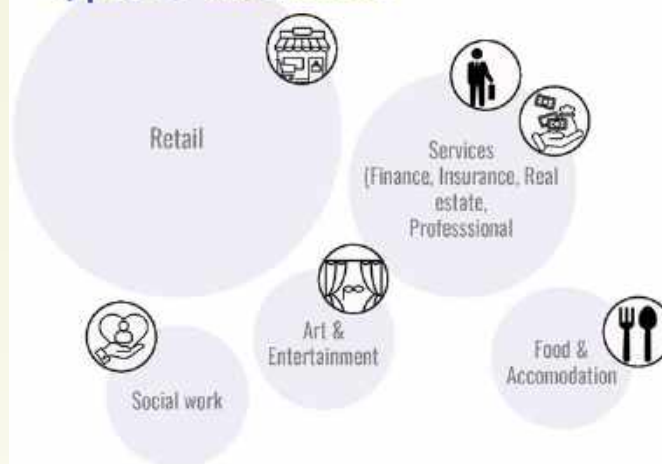 Retail
Services
(Finance, Insurance, Real
estate,
Professsional
Art &
Entertainment
Food &
Accomodation
Social work